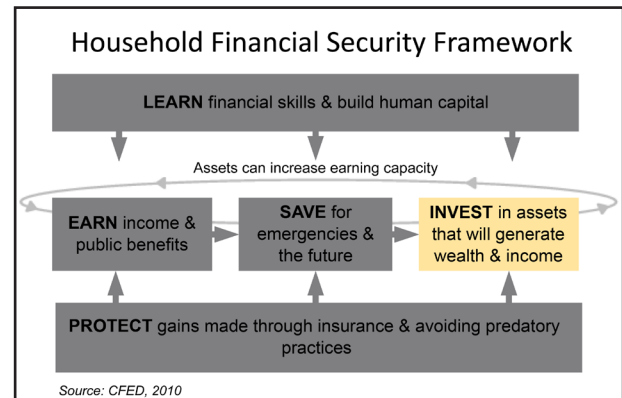 Household Financial Security Framework
LEARN financial skills & build human capital
Assets can increase earning capacity
EARN income &
public benefits
SAVE for
emergencies &
the future
INVEST in assets
that will generate
wealth & income
PROTECT gains made through insurance & avoiding predatory
practices
Source: CFED, 2010